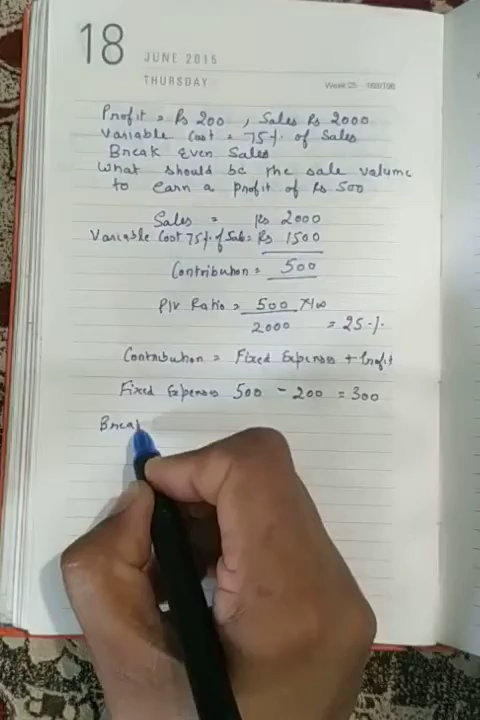 18 JUNE 2015
THURSDAY
Profit = Rs 200, Sales Rs 2000
Variable Cost = 75% of Sales
Break Even Sales
What should be the sale volume
to earn a profit of Rs 500
Sales = Rs 2000
Variable Cost 75% of Sales = Rs 1500
Contribution = 500
P/V Ratio = 500 × 100
2000 = 25%
Contribution = Fixed Expenses + Profit
Fixed Expenses 500 - 200 = 300
Break